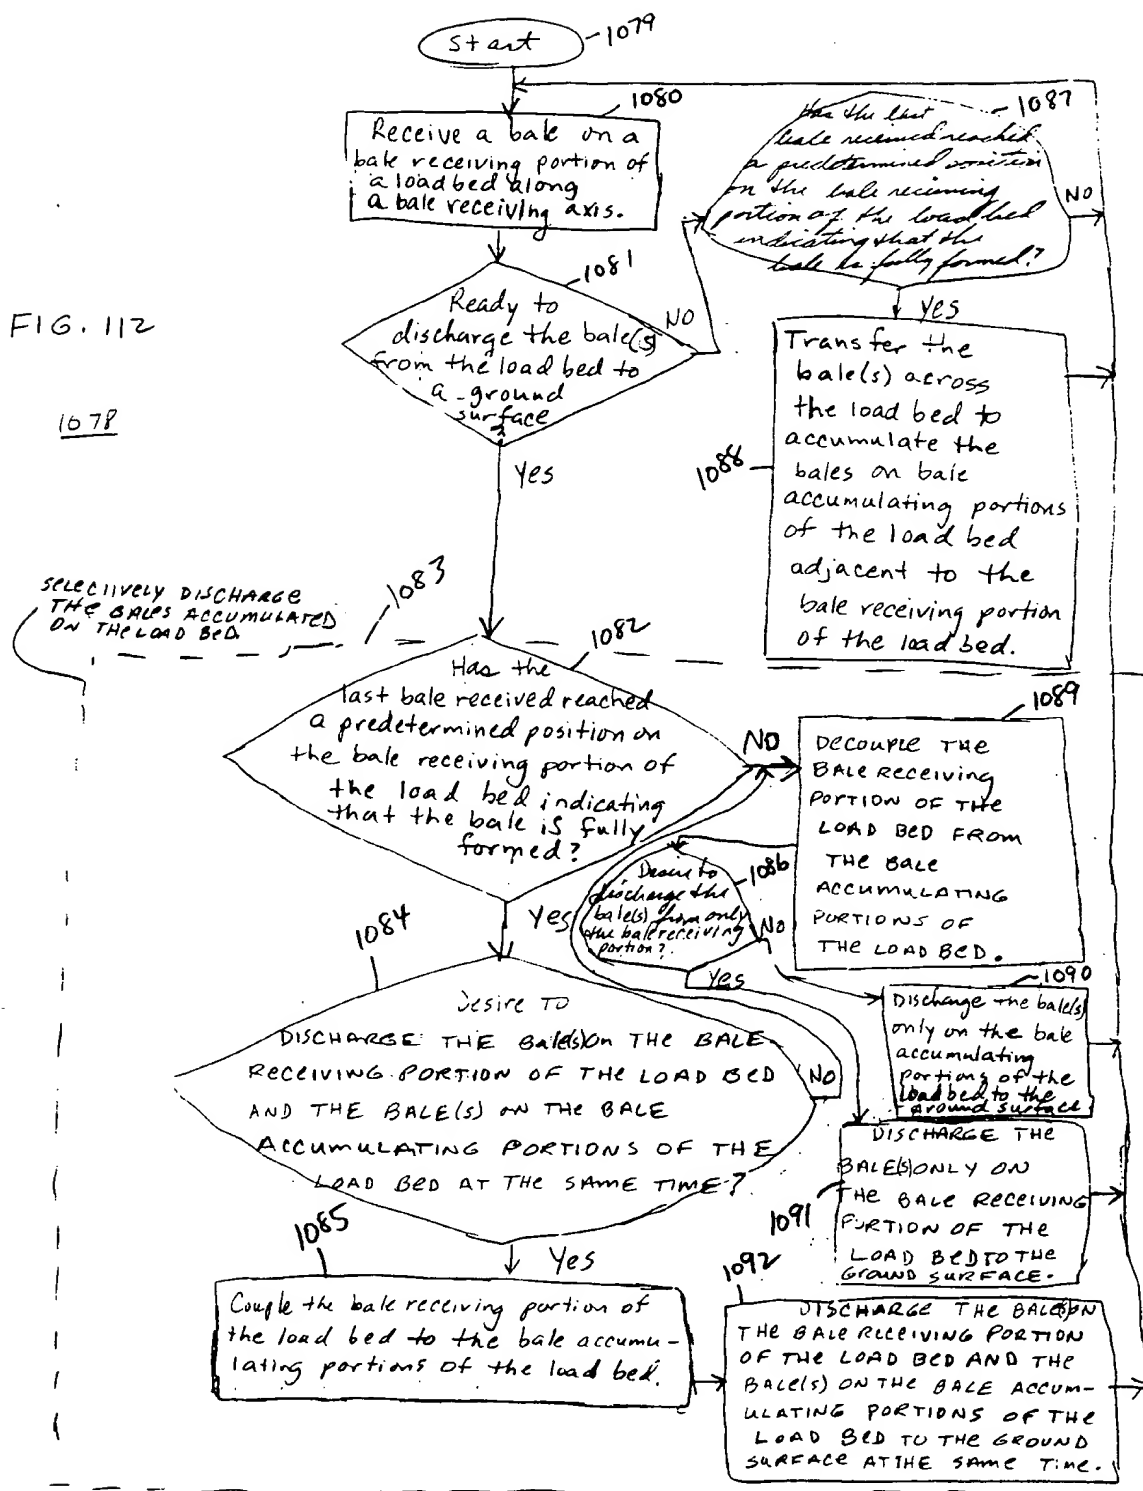 Start
1079
1080
Receive a bale on a
bale receiving portion of
a load bed along
a bale receiving axis.
1087
Has the last
bale received reached
a predetermined position
on the bale receiving
portion of the load bed
indicating that the
bale is fully formed?
NO
yes
1081
Ready to
discharge the bale(s)
from the load bed to
a ground
surface
?
NO
Yes
FIG. 112
1078
1088
Transfer the
bale(s) across
the load bed to
accumulate the
bales on bale
accumulating portions
of the load bed
adjacent to the
bale receiving portion
of the load bed.
SELECTIVELY DISCHARGE
THE BALES ACCUMULATED
ON THE LOAD BED
1083
1082
Has the
last bale received reached
a predetermined position on
the bale receiving portion of
the load bed indicating
that the bale is fully
formed?
NO
Yes
1089
DECOUPLE THE
BALE RECEIVING
PORTION OF THE
LOAD BED FROM
THE BALE
ACCUMULATING
PORTIONS OF
THE LOAD BED.
1086
Desire to
discharge the
bale(s) from only
the bale receiving
portion?
No
Yes
1084
Desire TO
DISCHARGE THE Bale(s) On THE BALE
RECEIVING PORTION OF THE LOAD BED
AND THE BALE(s) ON THE BALE
ACCUMULATING PORTIONS OF THE
LOAD BED AT THE SAME TIME?
NO
Yes
1090
Discharge the bale(s)
only on the bale
accumulating
portions of the
load bed to the
ground surface
1091
DISCHARGE THE
BALE(S) ONLY ON
THE BALE RECEIVING
PORTION OF THE
LOAD BED TO THE
GROUND SURFACE.
1085
Couple the bale receiving portion of
the load bed to the bale accumu-
lating portions of the load bed.
1092
DISCHARGE THE BALE(S) ON
THE BALE RECEIVING PORTION
OF THE LOAD BED AND THE
BALE(s) ON THE BALE ACCUM-
ULATING PORTIONS OF THE
LOAD BED TO THE GROUND
SURFACE AT THE SAME Time.